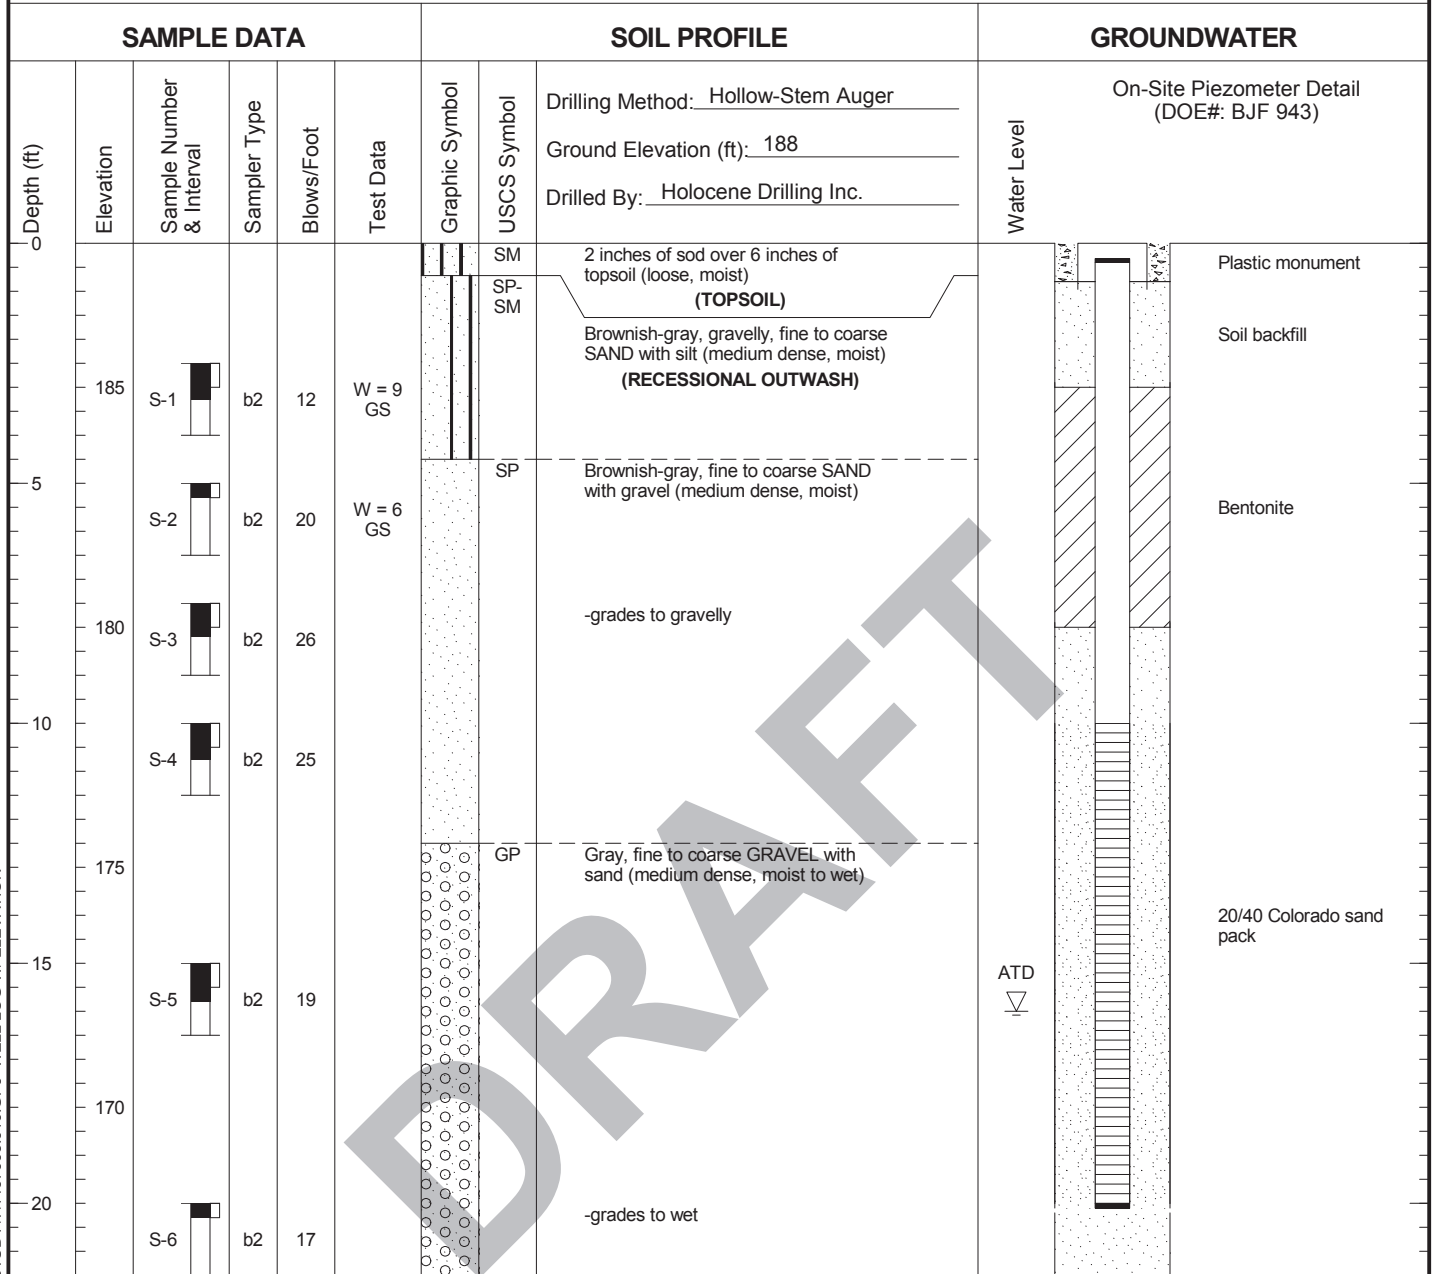 SAMPLE DATA
SOIL PROFILE
GROUNDWATER
Depth (ft)
Elevation
Sample Number
& Interval
Sampler Type
Blows/Foot
Test Data
Graphic Symbol
USCS Symbol
Drilling Method: Hollow-Stem Auger
Ground Elevation (ft): 188
Drilled By: Holocene Drilling Inc.
Water Level
On-Site Piezometer Detail
(DOE#: BJF 943)
0
SM
2 inches of sod over 6 inches of
topsoil (loose, moist)
(TOPSOIL)
Plastic monument
SP-
SM
Brownish-gray, gravelly, fine to coarse
SAND with silt (medium dense, moist)
(RECESSIONAL OUTWASH)
Soil backfill
185
S-1
b2
12
W = 9
GS
SP
Brownish-gray, fine to coarse SAND
with gravel (medium dense, moist)
5
S-2
b2
20
W = 6
GS
Bentonite
-grades to gravelly
180
S-3
b2
26
10
S-4
b2
25
GP
Gray, fine to coarse GRAVEL with
sand (medium dense, moist to wet)
175
20/40 Colorado sand
pack
15
S-5
b2
19
ATD
170
20
-grades to wet
S-6
b2
17
DRAFT